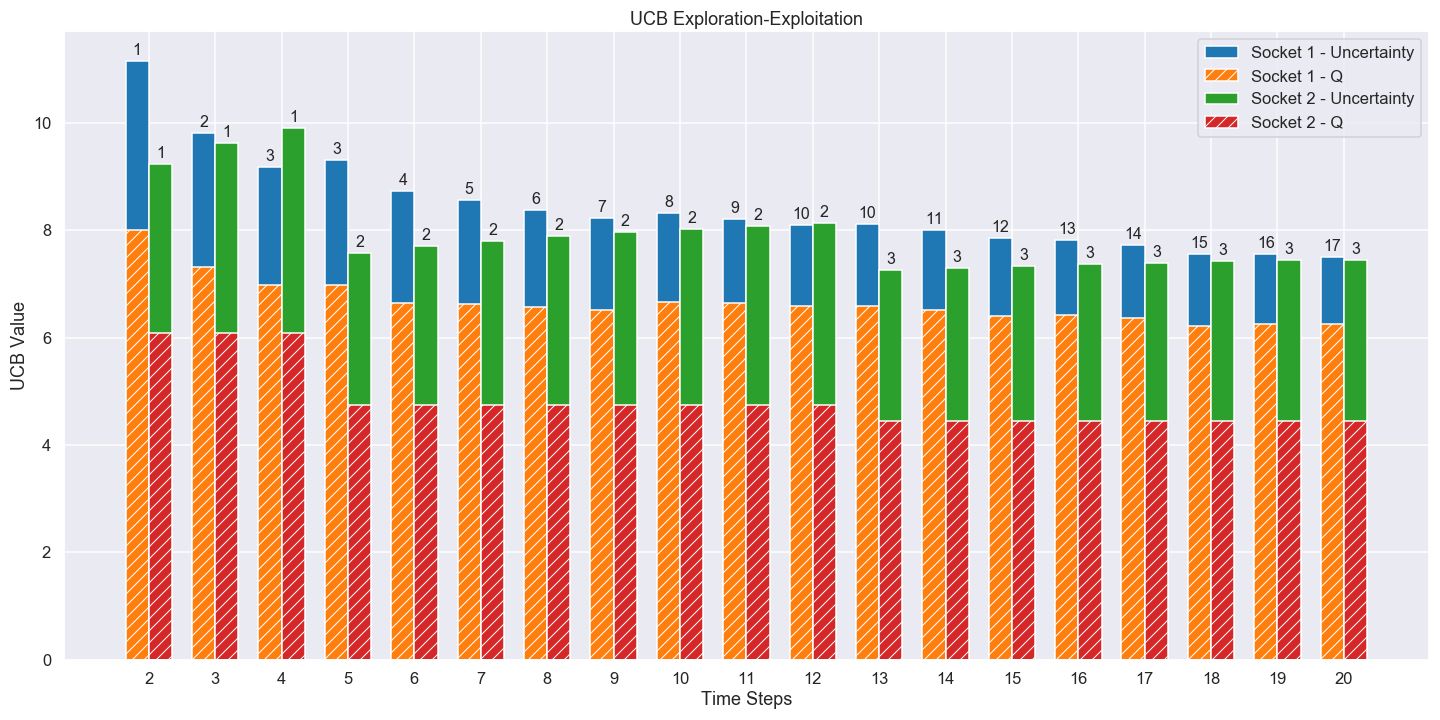 UCB Exploration-Exploitation
Socket 1 - Uncertainty
Socket 1 - Q
Socket 2 - Uncertainty
Socket 2 - Q
UCB Value
10
8
6
4
2
0
1 1 2 1 3 1 3 2 4 2 5 2 6 2 7 2 8 2 9 2 10 2 10 3 11 3 12 3 13 3 14 3 15 3 16 3 17 3
2 3 4 5 6 7 8 9 10 11 12 13 14 15 16 17 18 19 20
Time Steps